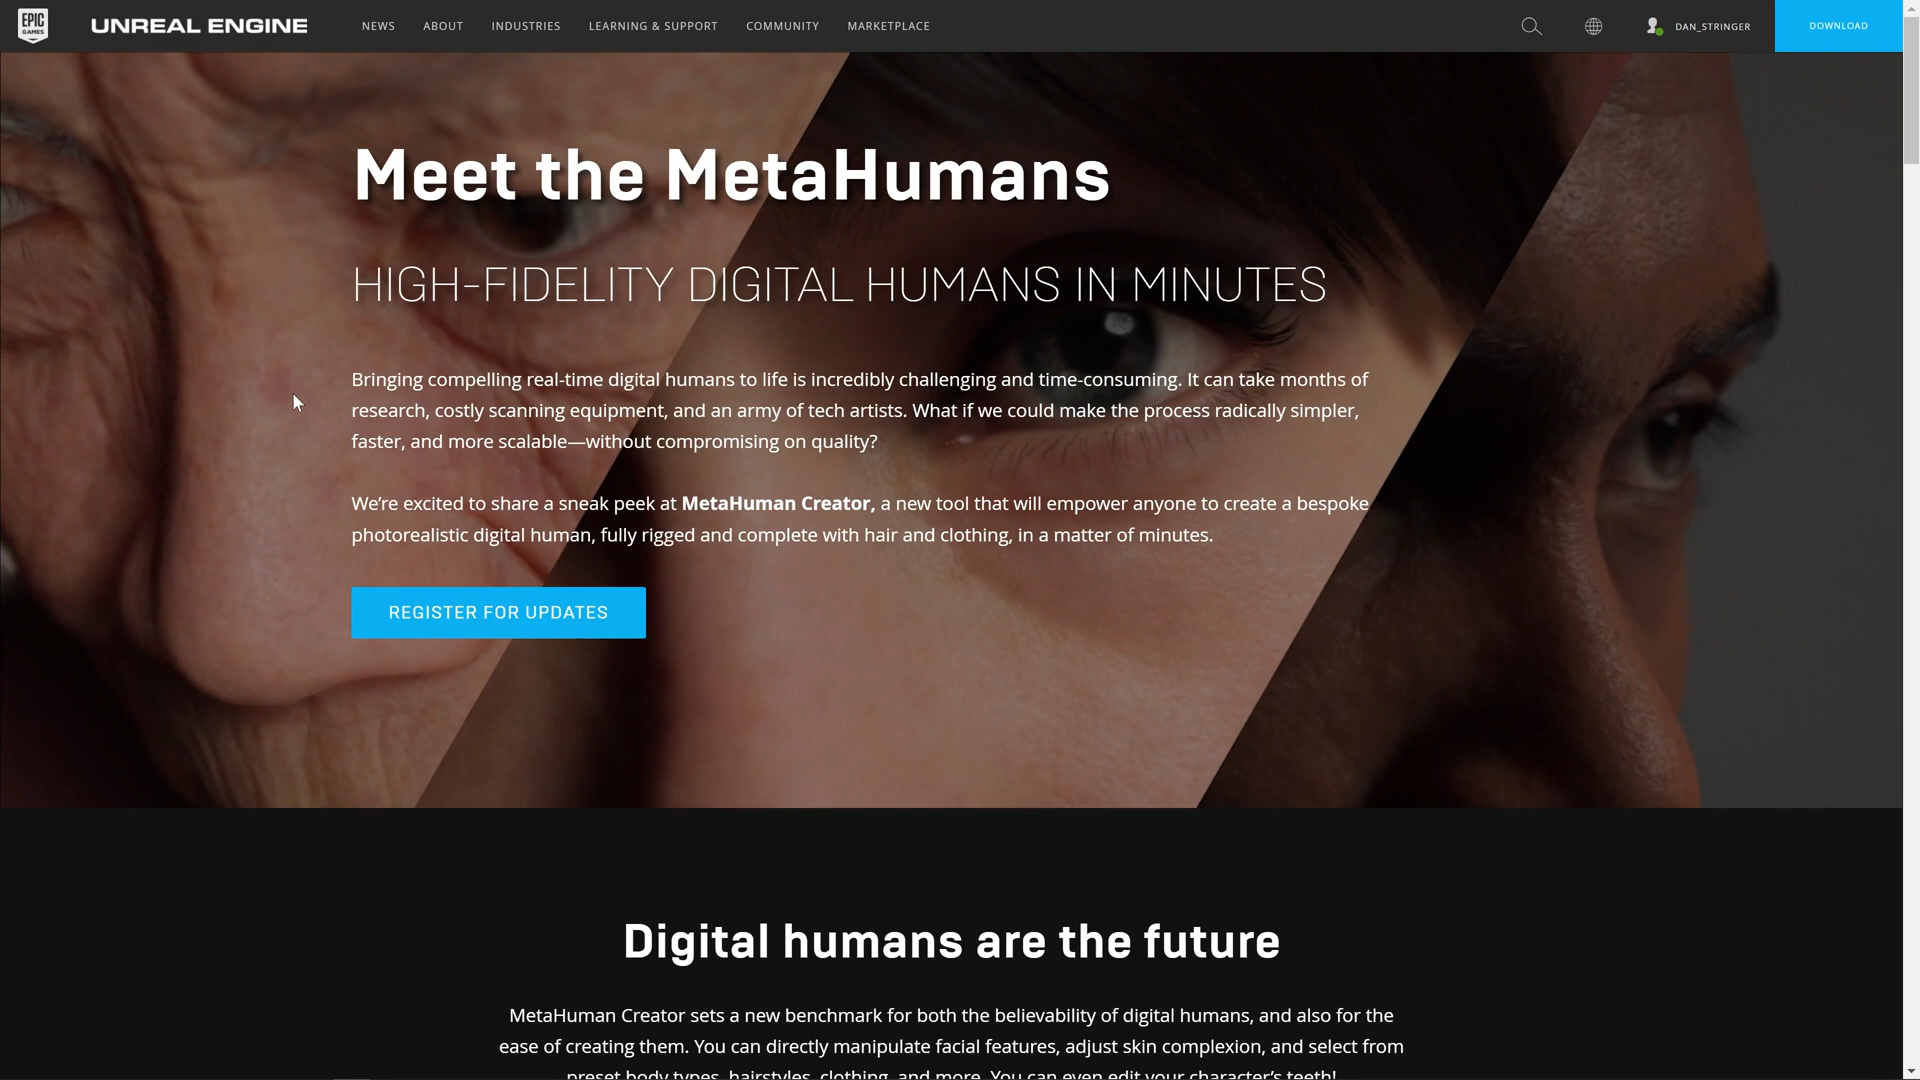 EPIC
GAMES
UNREAL ENGINE
NEWS
ABOUT
INDUSTRIES
LEARNING & SUPPORT
COMMUNITY
MARKETPLACE
DAN_STRINGER
DOWNLOAD
Meet the MetaHumans
HIGH-FIDELITY DIGITAL HUMANS IN MINUTES
Bringing compelling real-time digital humans to life is incredibly challenging and time-consuming. It can take months of
research, costly scanning equipment, and an army of tech artists. What if we could make the process radically simpler,
faster, and more scalable—without compromising on quality?
We’re excited to share a sneak peek at MetaHuman Creator, a new tool that will empower anyone to create a bespoke
photorealistic digital human, fully rigged and complete with hair and clothing, in a matter of minutes.
REGISTER FOR UPDATES
Digital humans are the future
MetaHuman Creator sets a new benchmark for both the believability of digital humans, and also for the
ease of creating them. You can directly manipulate facial features, adjust skin complexion, and select from
preset body types, hairstyles, clothing, and more. You can even edit your character’s teeth!